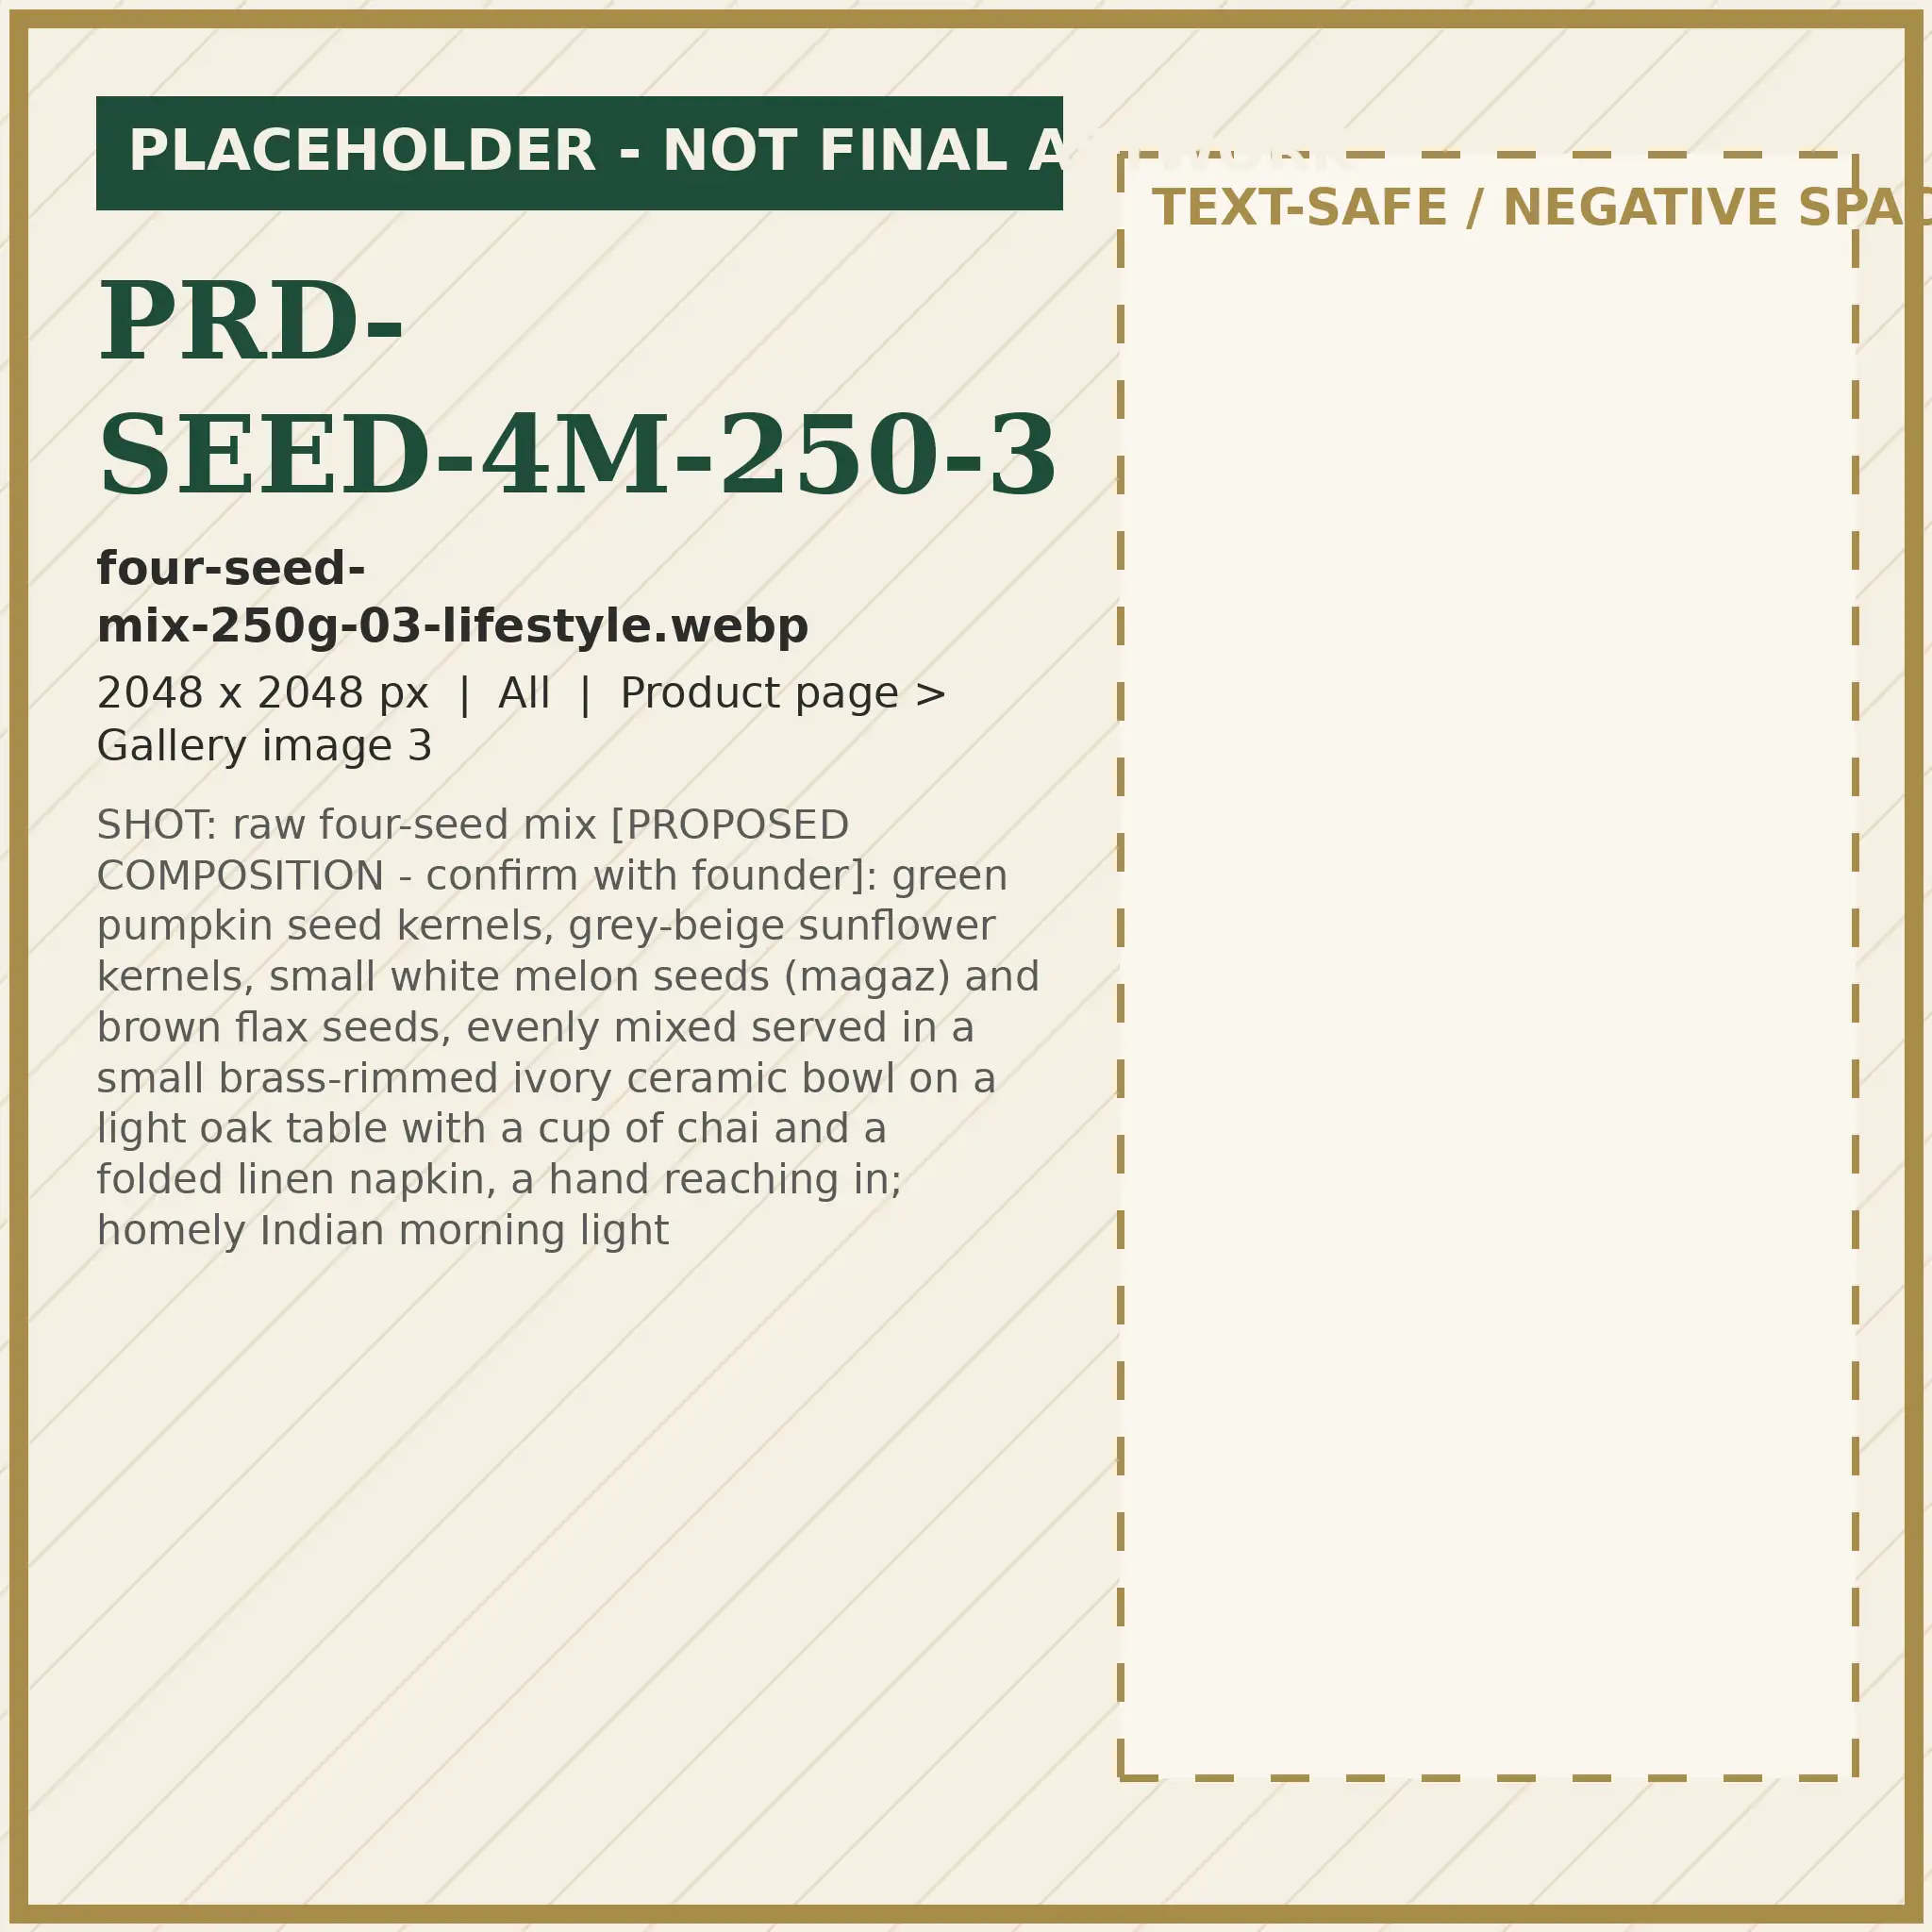 PLACEHOLDER - NOT FINAL ARTWORK
TEXT-SAFE / NEGATIVE SPAC
PRD-
SEED-4M-250-3
four-seed-
mix-250g-03-lifestyle.webp
2048 x 2048 px | All | Product page >
Gallery image 3
SHOT: raw four-seed mix [PROPOSED
COMPOSITION - confirm with founder]: green
pumpkin seed kernels, grey-beige sunflower
kernels, small white melon seeds (magaz) and
brown flax seeds, evenly mixed served in a
small brass-rimmed ivory ceramic bowl on a
light oak table with a cup of chai and a
folded linen napkin, a hand reaching in;
homely Indian morning light